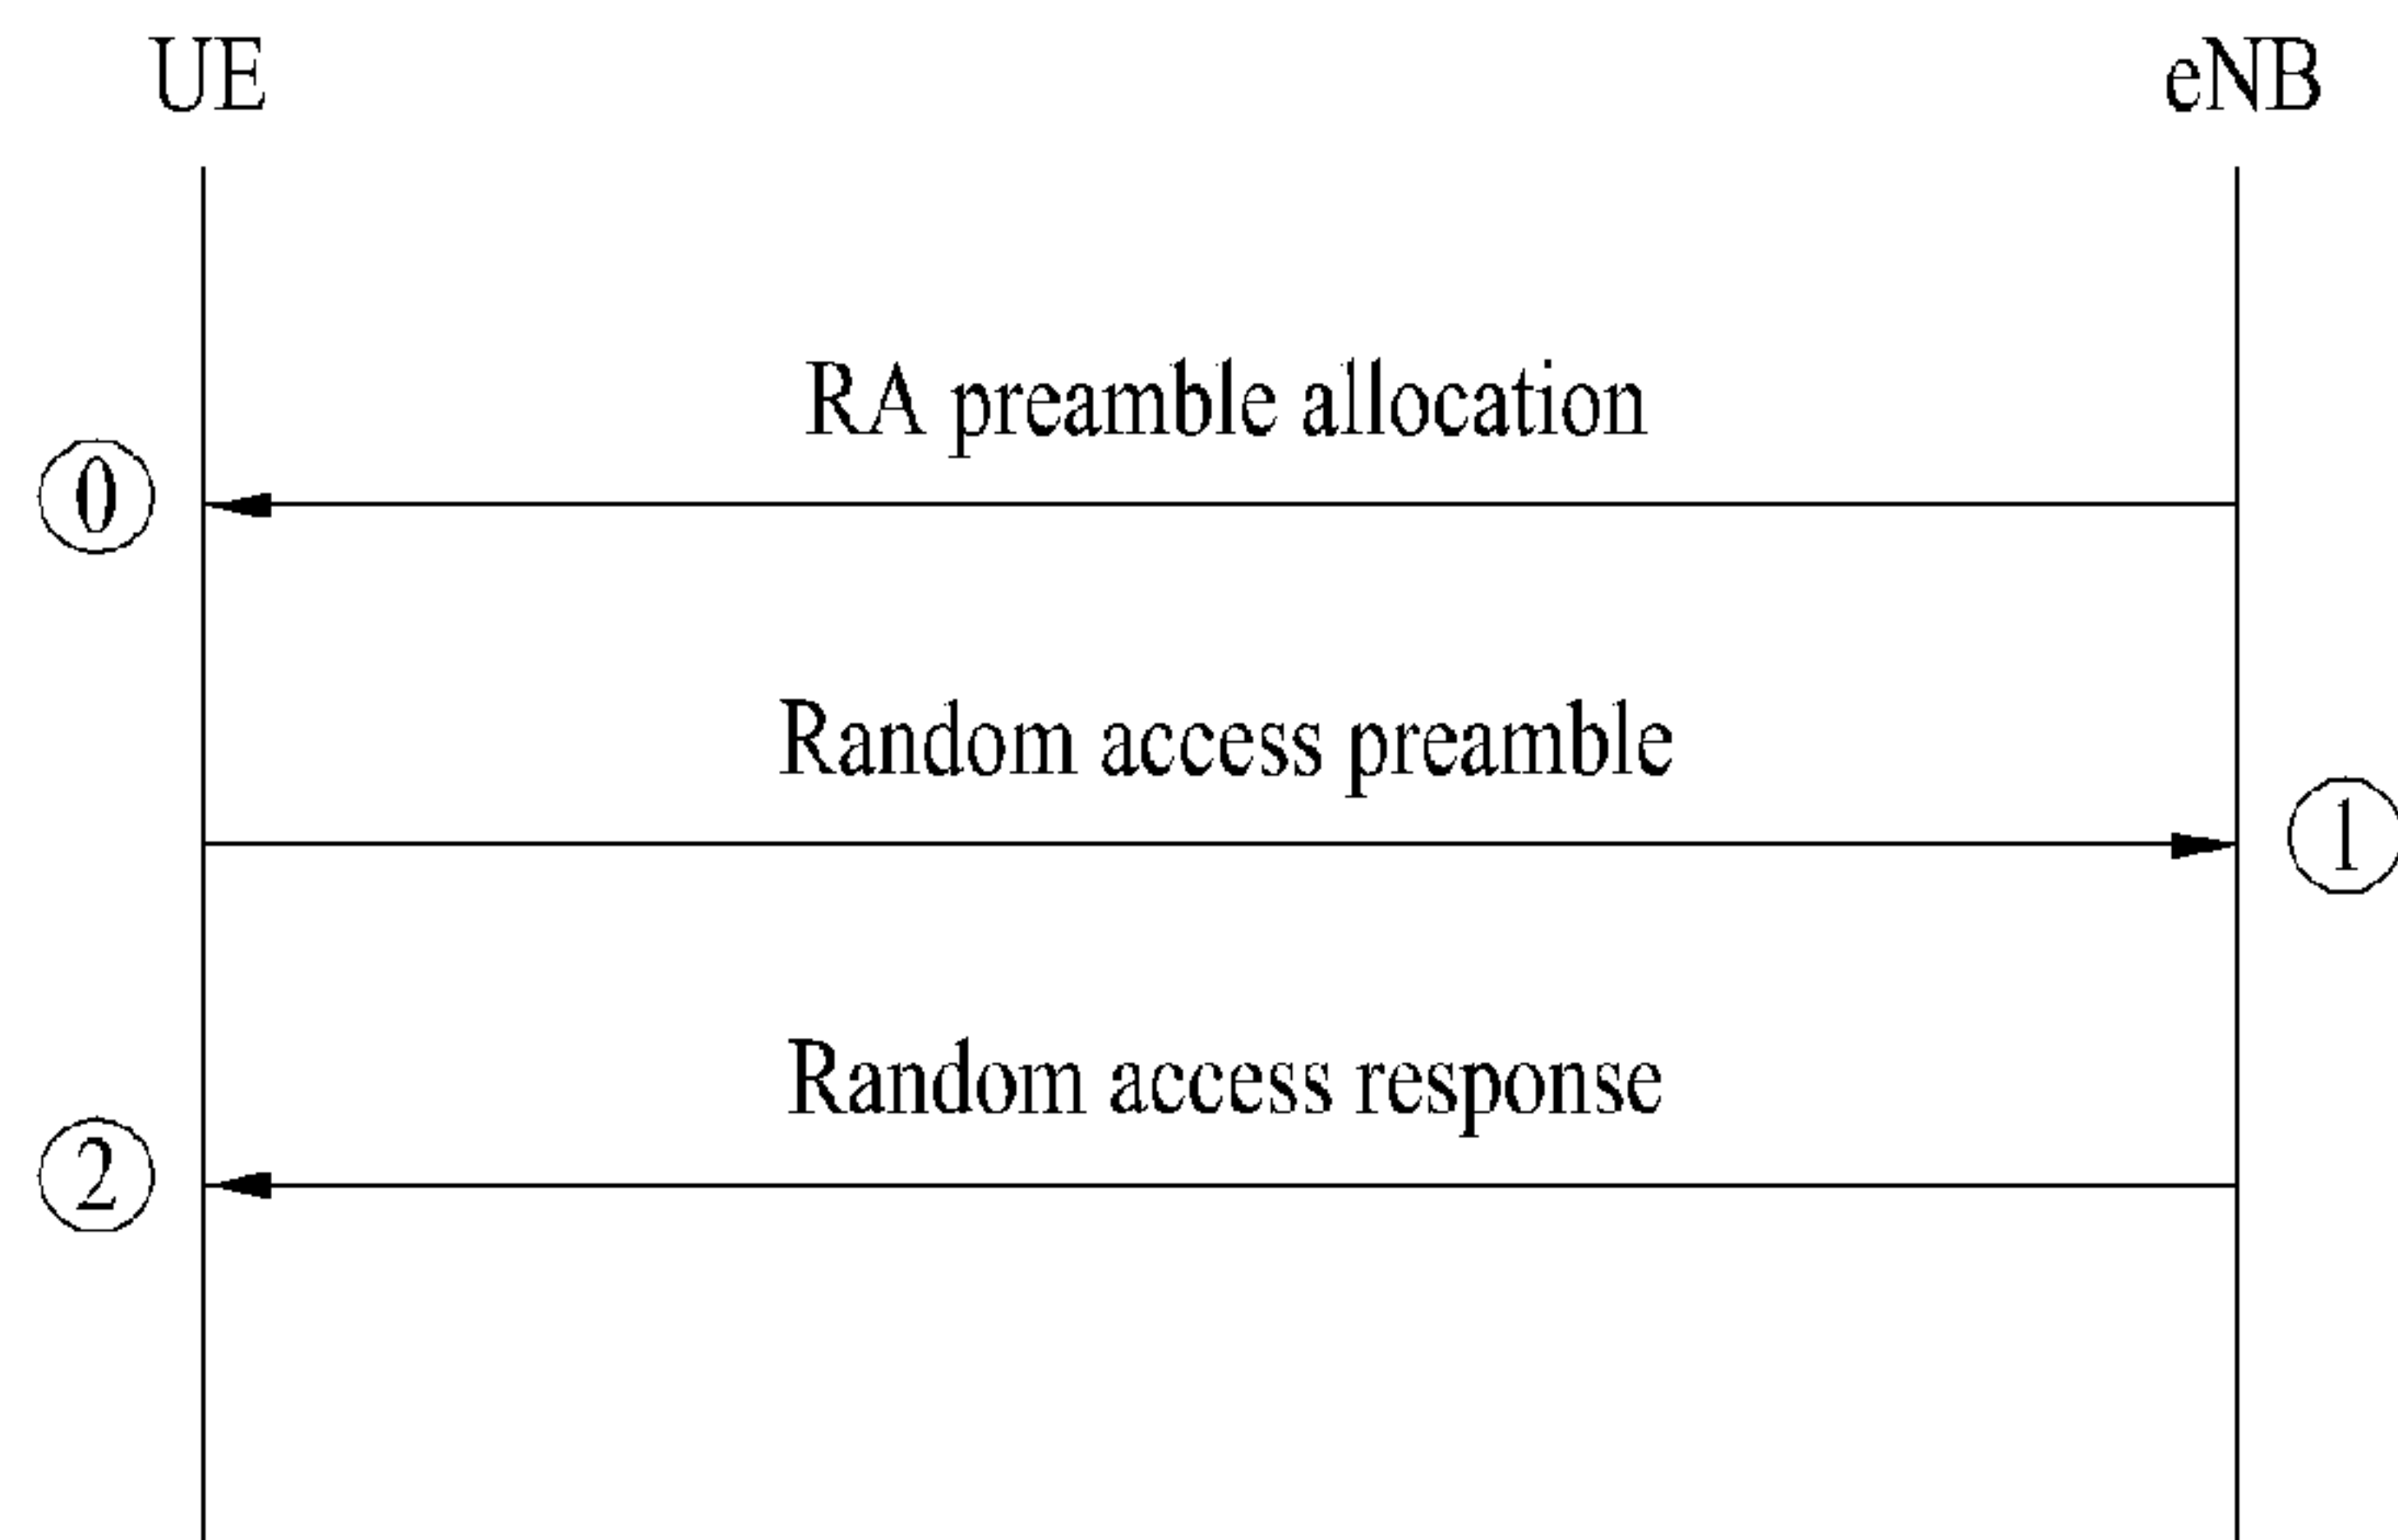 UE
eNB
RA preamble allocation
0
Random access preamble
1
Random access response
2